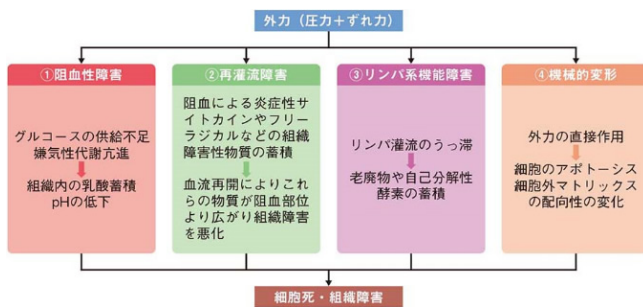 外力（圧力＋ずれ力）
①阻血性障害
グルコースの供給不足
嫌気性代謝亢進
組織内の乳酸蓄積
pHの低下
②再灌流障害
阻血による炎症性サ
イトカインやフリー
ラジカルなどの組織
障害性物質の蓄積
血流再開によりこれ
らの物質が阻血部位
より広がり組織障害
を悪化
③リンパ系機能障害
リンパ灌流のうっ滞
老廃物や自己分解性
酵素の蓄積
④機械的変形
外力の直接作用
細胞のアポトーシス
細胞外マトリックス
の配向性の変化
細胞死・組織障害